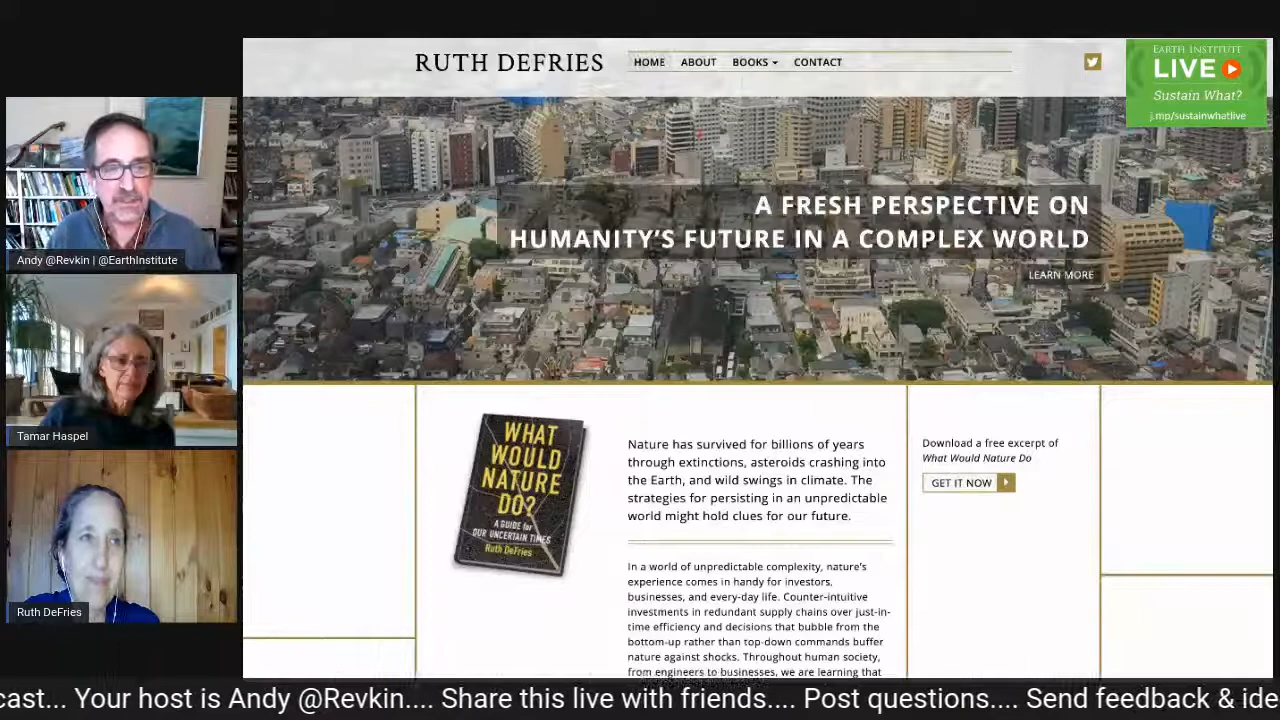 RUTH DEFRIES
HOME ABOUT BOOKS CONTACT
EARTH INSTITUTE
LIVE
Sustain What?
j.mp/sustainwhatlive
Andy @Revkin | @EarthInstitute
Tamar Haspel
Ruth DeFries
A FRESH PERSPECTIVE ON
HUMANITY'S FUTURE IN A COMPLEX WORLD
LEARN MORE
WHAT
WOULD
NATURE
DO?
A GUIDE for
OUR UNCERTAIN TIMES
Ruth DeFries
Nature has survived for billions of years
through extinctions, asteroids crashing into
the Earth, and wild swings in climate. The
strategies for persisting in an unpredictable
world might hold clues for our future.
In a world of unpredictable complexity, nature's
experience comes in handy for investors,
businesses, and every-day life. Counter-intuitive
investments in redundant supply chains over just-in-
time efficiency and decisions that bubble from the
bottom-up rather than top-down commands buffer
nature against shocks. Throughout human society,
from engineers to businesses, we are learning that
Download a free excerpt of
What Would Nature Do
GET IT NOW
cast... Your host is Andy @Revkin.... Share this live with friends.... Post questions.... Send feedback & ide